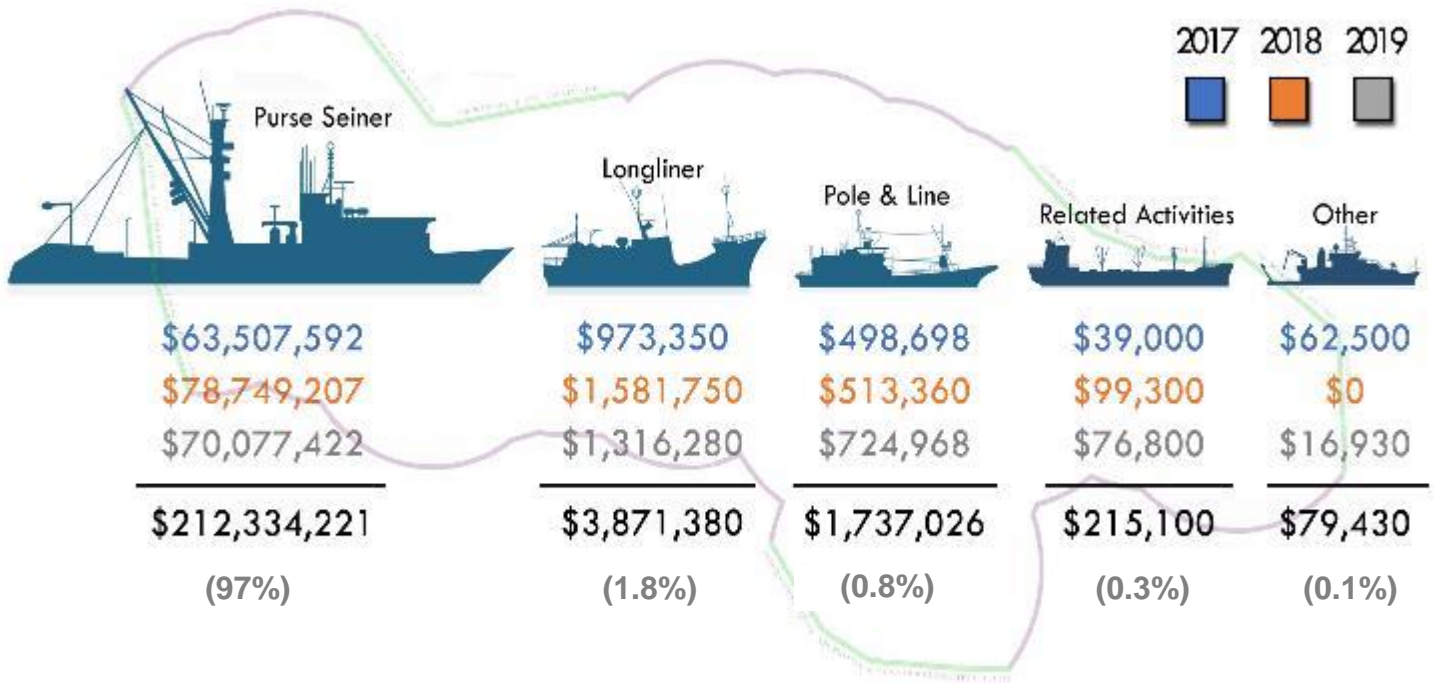 2017 2018 2019
Purse Seiner
Longliner
Pole & Line
Related Activities
Other
$63,507,592 $973,350 $498,698 $39,000 $62,500
$78,749,207 $1,581,750 $513,360 $99,300 $0
$70,077,422 $1,316,280 $724,968 $76,800 $16,930
$212,334,221 $3,871,380 $1,737,026 $215,100 $79,430
(97%) (1.8%) (0.8%) (0.3%) (0.1%)